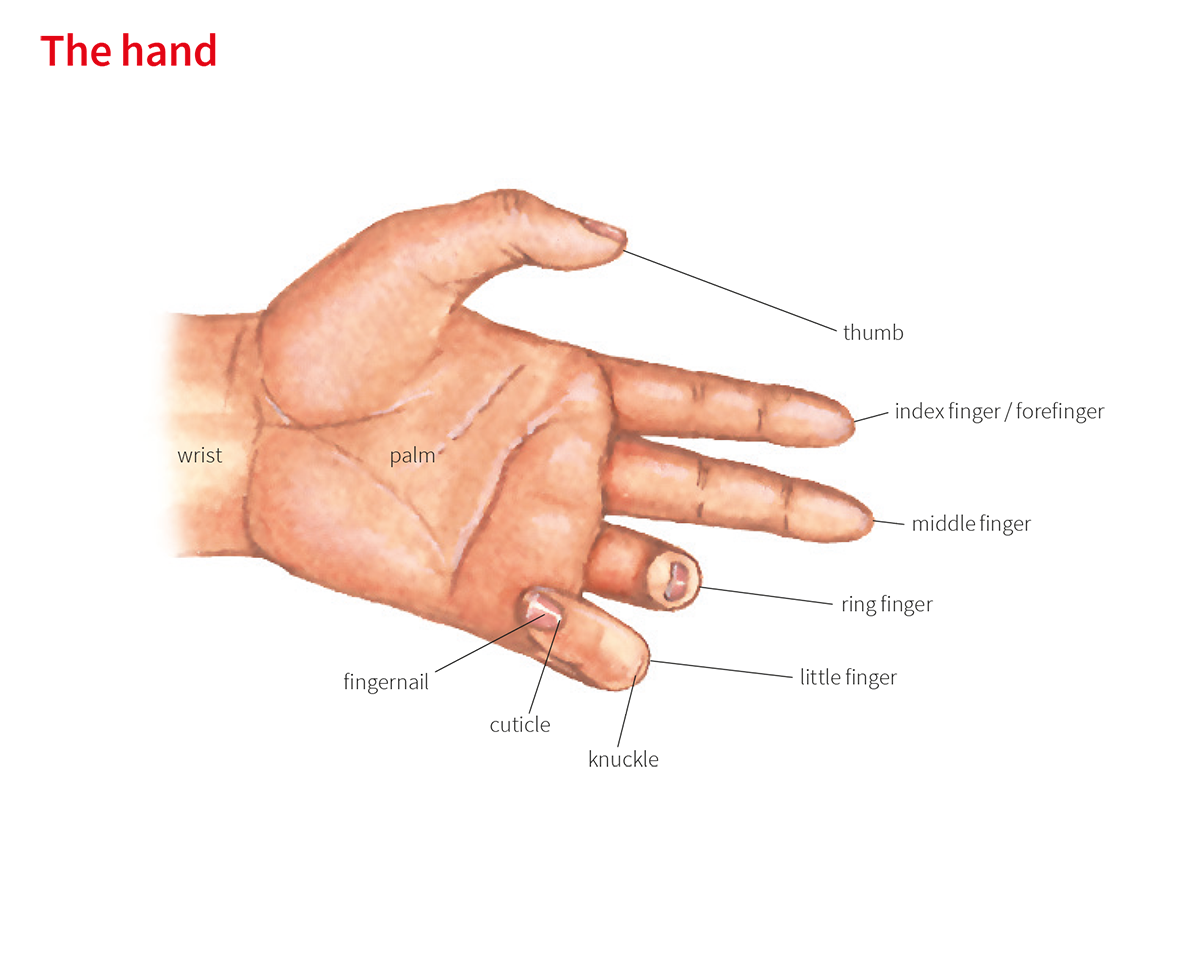 The hand
thumb
index finger / forefinger
wrist
palm
middle finger
ring finger
little finger
fingernail
cuticle
knuckle